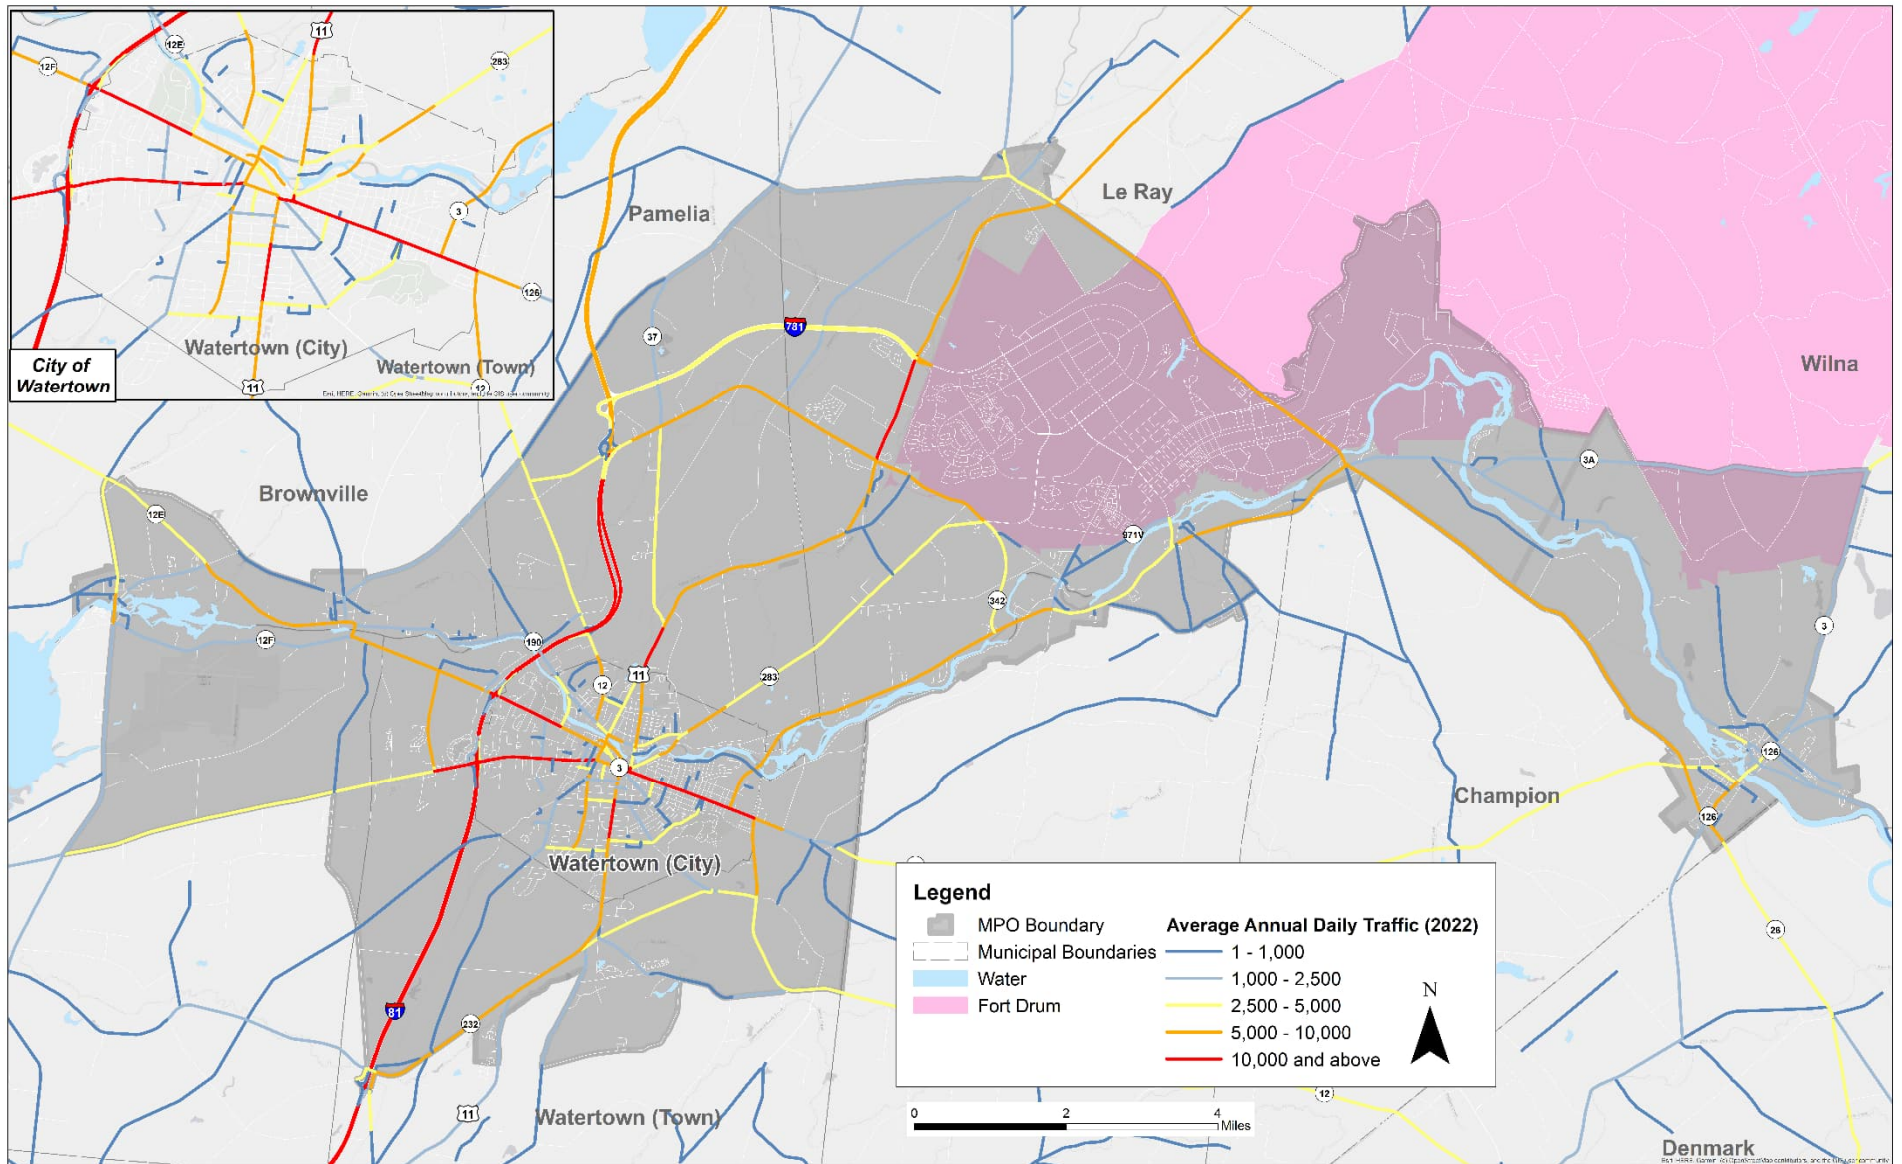 11
12E
12F
283
3
126
Watertown (City)
Watertown (Town)
11
12
City of
Watertown
Pamelia
Le Ray
781
37
Wilna
Brownville
12E
3A
971V
342
12F
190
3
12
11
283
3
126
126
Champion
Watertown (City)
26
81
232
11
Watertown (Town)
12
Denmark
Legend
MPO Boundary
Municipal Boundaries
Water
Fort Drum
Average Annual Daily Traffic (2022)
1 - 1,000
1,000 - 2,500
2,500 - 5,000
5,000 - 10,000
10,000 and above
N
0 2 4
Miles